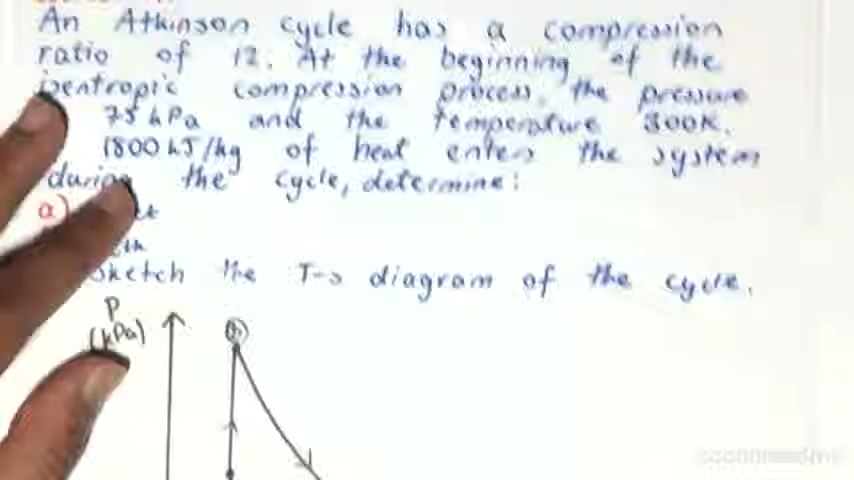 An Atkinson cycle has a compression
ratio of 12. At the beginning of the
isentropic compression process, the pressure
75 kPa and the temperature 300K.
1800 kJ/kg of heat enters the system
during the cycle, determine:
a)
Sketch the T-s diagram of the cycle.
P
(kPa)